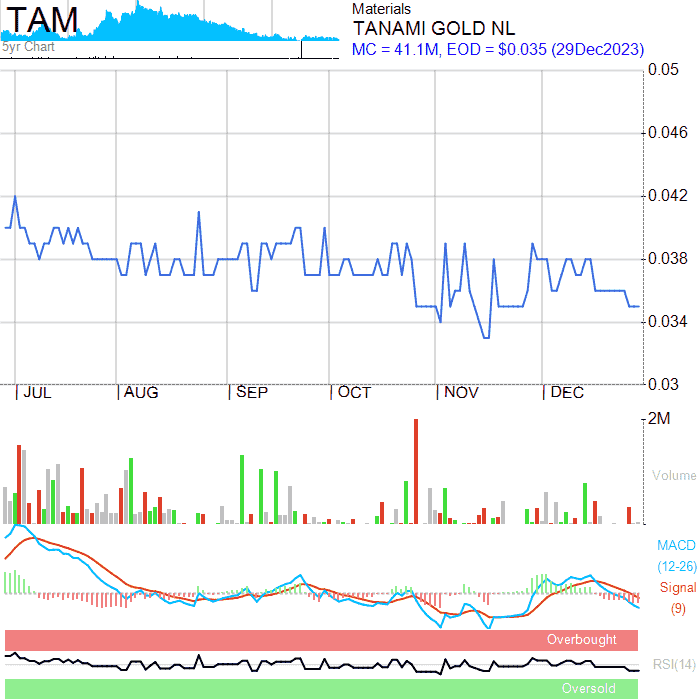 TAM
5yr Chart
Materials
TANAMI GOLD NL
MC = 41.1M, EOD = $0.035 (29Dec2023)
0.05
0.046
0.042
0.038
0.034
0.03
JUL AUG SEP OCT NOV DEC
2M
Volume
MACD
(12-26)
Signal
(9)
Overbought
RSI(14)
Oversold